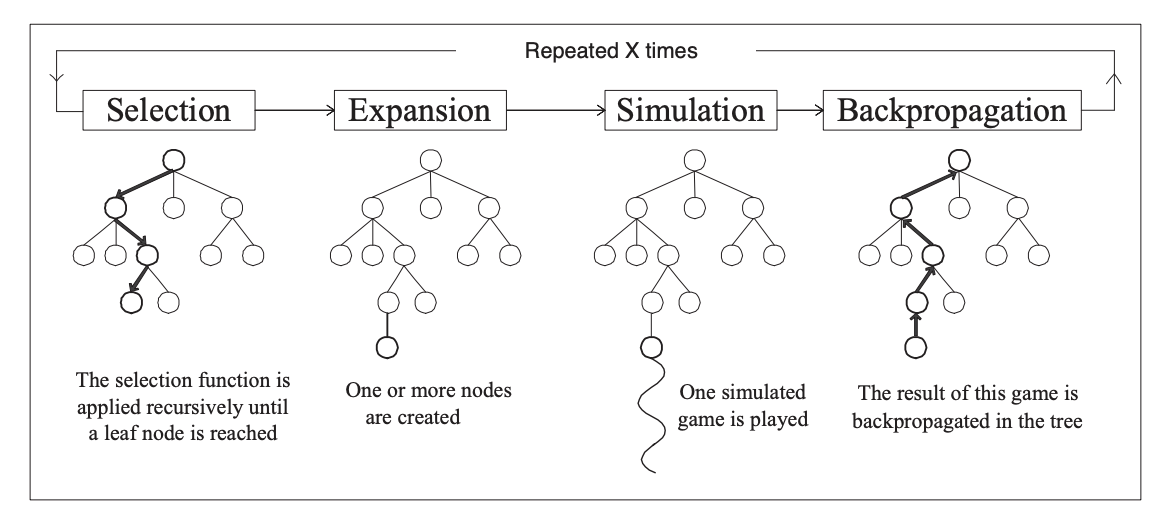 Repeated X times
Selection
Expansion
Simulation
Backpropagation
The selection function is
applied recursively until
a leaf node is reached
One or more nodes
are created
One simulated
game is played
The result of this game is
backpropagated in the tree